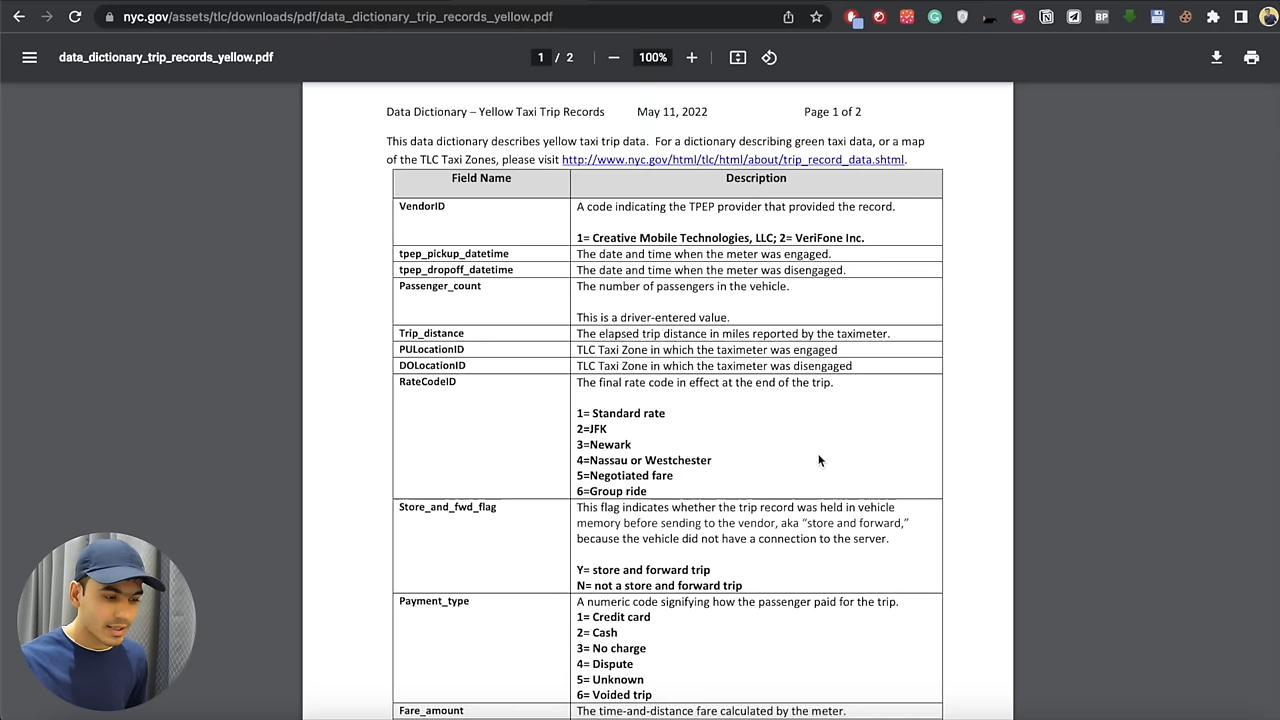 nyc.gov/assets/tlc/downloads/pdf/data_dictionary_trip_records_yellow.pdf
data_dictionary_trip_records_yellow.pdf
1 / 2
100%
BP
Data Dictionary – Yellow Taxi Trip Records May 11, 2022 Page 1 of 2
This data dictionary describes yellow taxi trip data. For a dictionary describing green taxi data, or a map
of the TLC Taxi Zones, please visit http://www.nyc.gov/html/tlc/html/about/trip_record_data.shtml.
Field Name Description
VendorID A code indicating the TPEP provider that provided the record.
1= Creative Mobile Technologies, LLC; 2= VeriFone Inc.
tpep_pickup_datetime The date and time when the meter was engaged.
tpep_dropoff_datetime The date and time when the meter was disengaged.
Passenger_count The number of passengers in the vehicle.
This is a driver-entered value.
Trip_distance The elapsed trip distance in miles reported by the taximeter.
PULocationID TLC Taxi Zone in which the taximeter was engaged
DOLocationID TLC Taxi Zone in which the taximeter was disengaged
RateCodeID The final rate code in effect at the end of the trip.
1= Standard rate
2=JFK
3=Newark
4=Nassau or Westchester
5=Negotiated fare
6=Group ride
Store_and_fwd_flag This flag indicates whether the trip record was held in vehicle
memory before sending to the vendor, aka “store and forward,”
because the vehicle did not have a connection to the server.
Y= store and forward trip
N= not a store and forward trip
Payment_type A numeric code signifying how the passenger paid for the trip.
1= Credit card
2= Cash
3= No charge
4= Dispute
5= Unknown
6= Voided trip
Fare_amount The time-and-distance fare calculated by the meter.